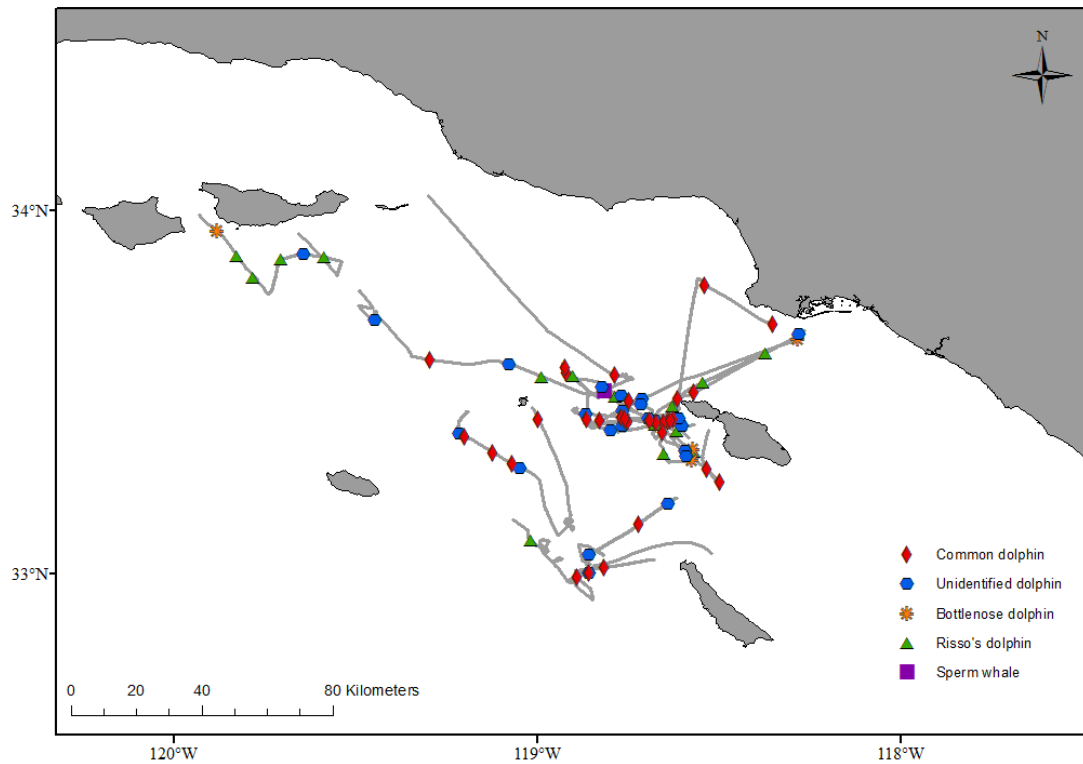 N
34°N
33°N
Common dolphin
Unidentified dolphin
Bottlenose dolphin
Risso's dolphin
Sperm whale
0 20 40 80 Kilometers
120°W 119°W 118°W